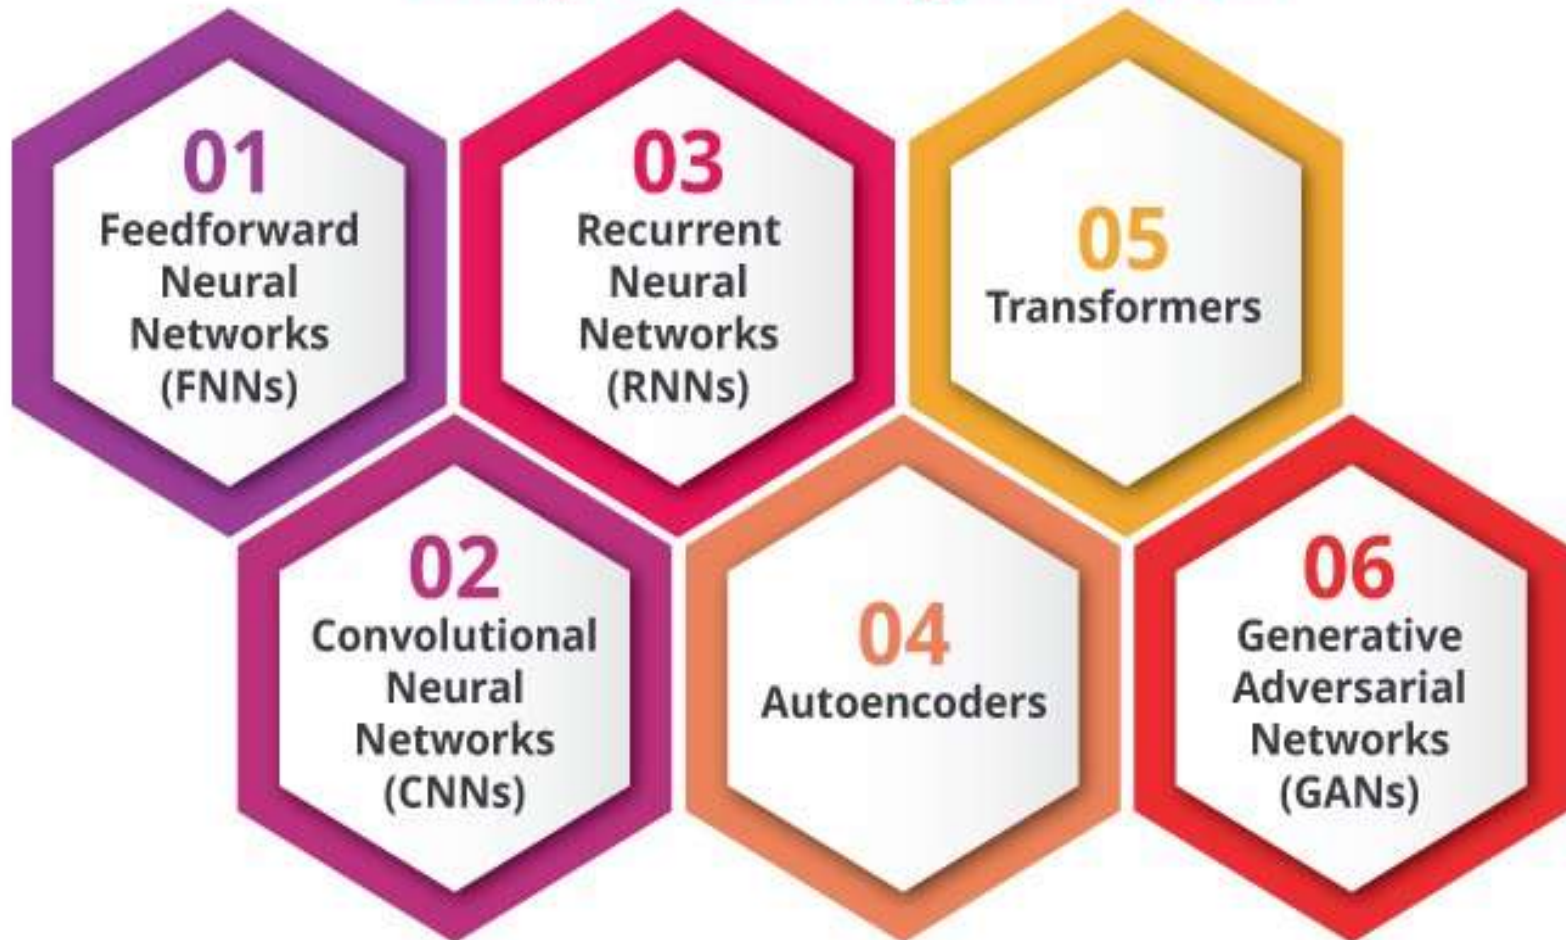 01
Feedforward
Neural
Networks
(FNNs)
02
Convolutional
Neural
Networks
(CNNs)
03
Recurrent
Neural
Networks
(RNNs)
04
Autoencoders
05
Transformers
06
Generative
Adversarial
Networks
(GANs)